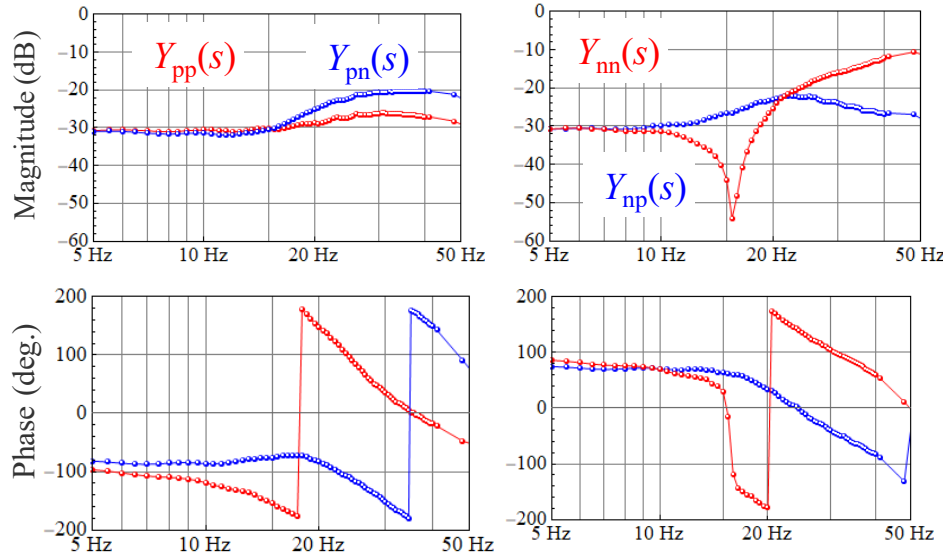 Magnitude (dB)
0
−10
−20
−30
−40
−50
−60
Ypp(s)
Ypn(s)
5 Hz
10 Hz
20 Hz
50 Hz
0
−10
−20
−30
−40
−50
−60
Ynn(s)
Ynp(s)
5 Hz
10 Hz
20Hz
50 Hz
Phase (deg.)
200
100
0
−100
−200
5 Hz
10 Hz
20 Hz
50 Hz
200
100
0
−100
−200
5 Hz
10 Hz
20 Hz
50 Hz